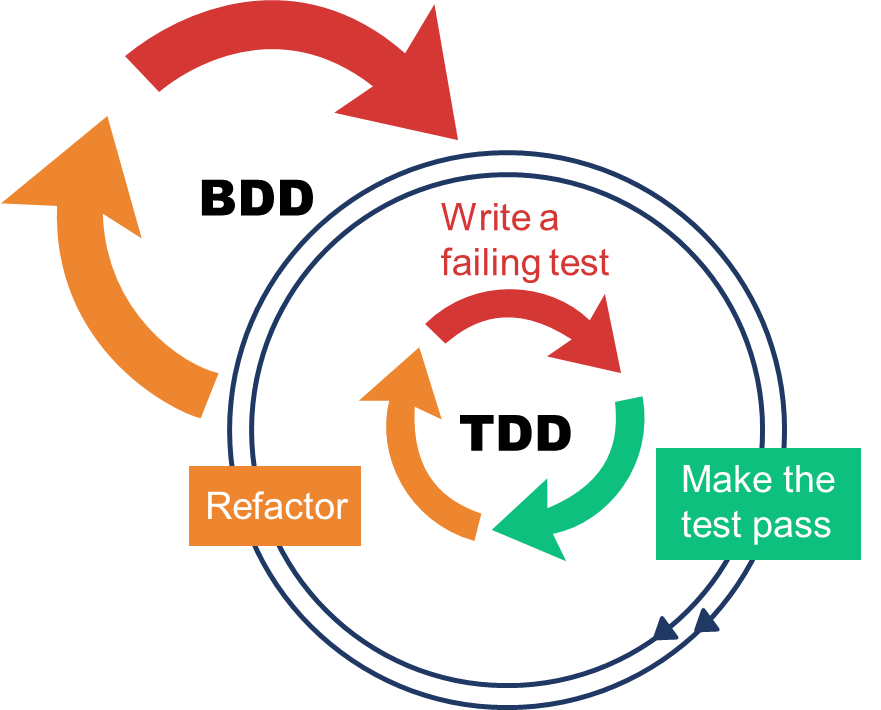 BDD
Write a
failing test
TDD
Make the
test pass
Refactor